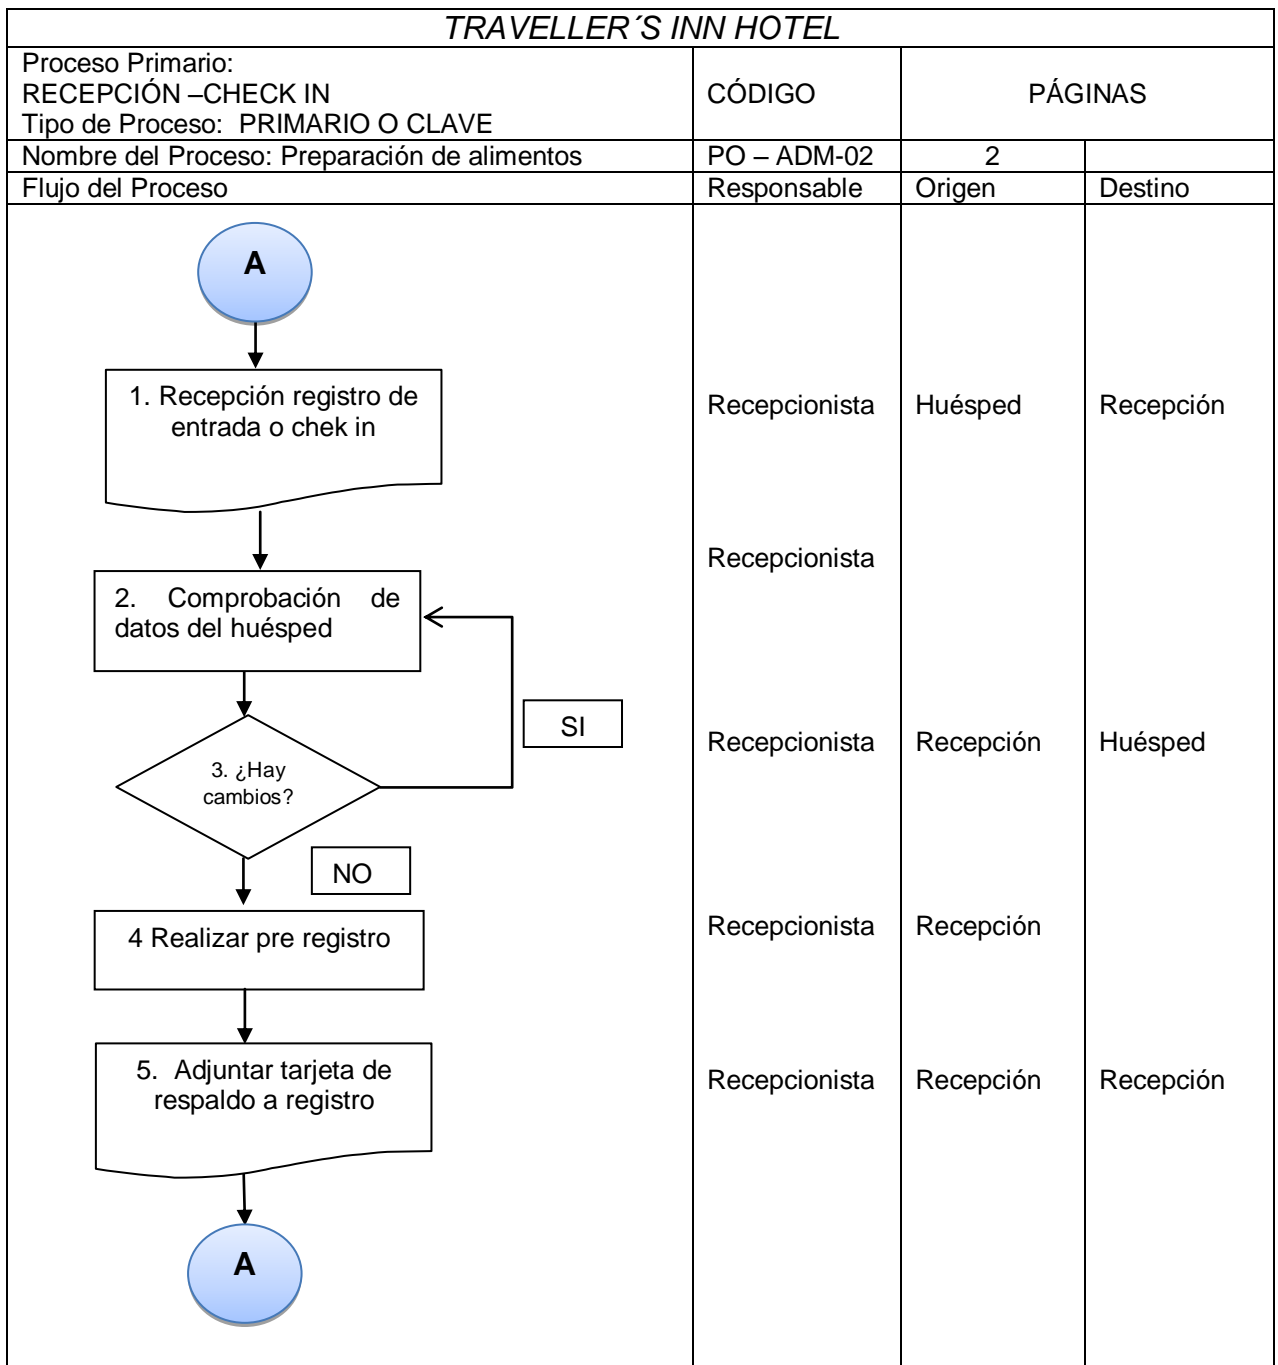 TRAVELLER´S INN HOTEL
Proceso Primario:
RECEPCIÓN –CHECK IN
Tipo de Proceso: PRIMARIO O CLAVE
CÓDIGO
PÁGINAS
Nombre del Proceso: Preparación de alimentos
PO – ADM-02
2
Flujo del Proceso
Responsable
Origen
Destino
A
1. Recepción registro de
entrada o chek in
Recepcionista
Huésped
Recepción
2. Comprobación de
datos del huésped
Recepcionista
SI
3. ¿Hay
cambios?
Recepcionista
Recepción
Huésped
NO
4 Realizar pre registro
Recepcionista
Recepción
5. Adjuntar tarjeta de
respaldo a registro
Recepcionista
Recepción
Recepción
A